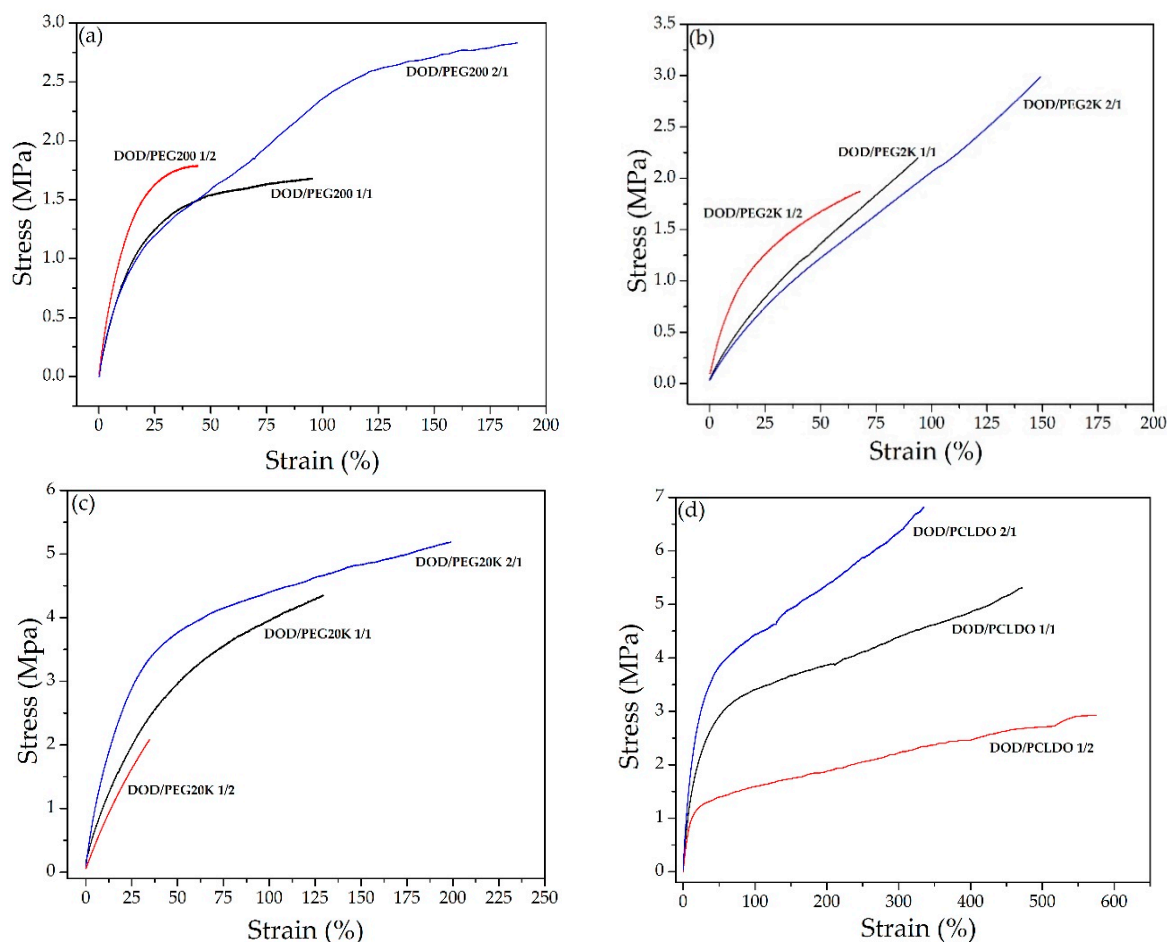 (a)
3.0
2.5
2.0
1.5
1.0
0.5
0.0
Stress (MPa)
DOD/PEG200 2/1
DOD/PEG200 1/2
DOD/PEG200 1/1
0 25 50 75 100 125 150 175 200
Strain (%)
(b)
3.5
3.0
2.5
2.0
1.5
1.0
0.5
0.0
Stress (MPa)
DOD/PEG2K 2/1
DOD/PEG2K 1/1
DOD/PEG2K 1/2
0 25 50 75 100 125 150 175 200
Strain (%)
(c)
6
5
4
3
2
1
0
Stress (Mpa)
DOD/PEG20K 2/1
DOD/PEG20K 1/1
DOD/PEG20K 1/2
0 25 50 75 100 125 150 175 200 225 250
Strain (%)
(d)
7
6
5
4
3
2
1
0
Stress (MPa)
DOD/PCLDO 2/1
DOD/PCLDO 1/1
DOD/PCLDO 1/2
0 100 200 300 400 500 600
Strain (%)